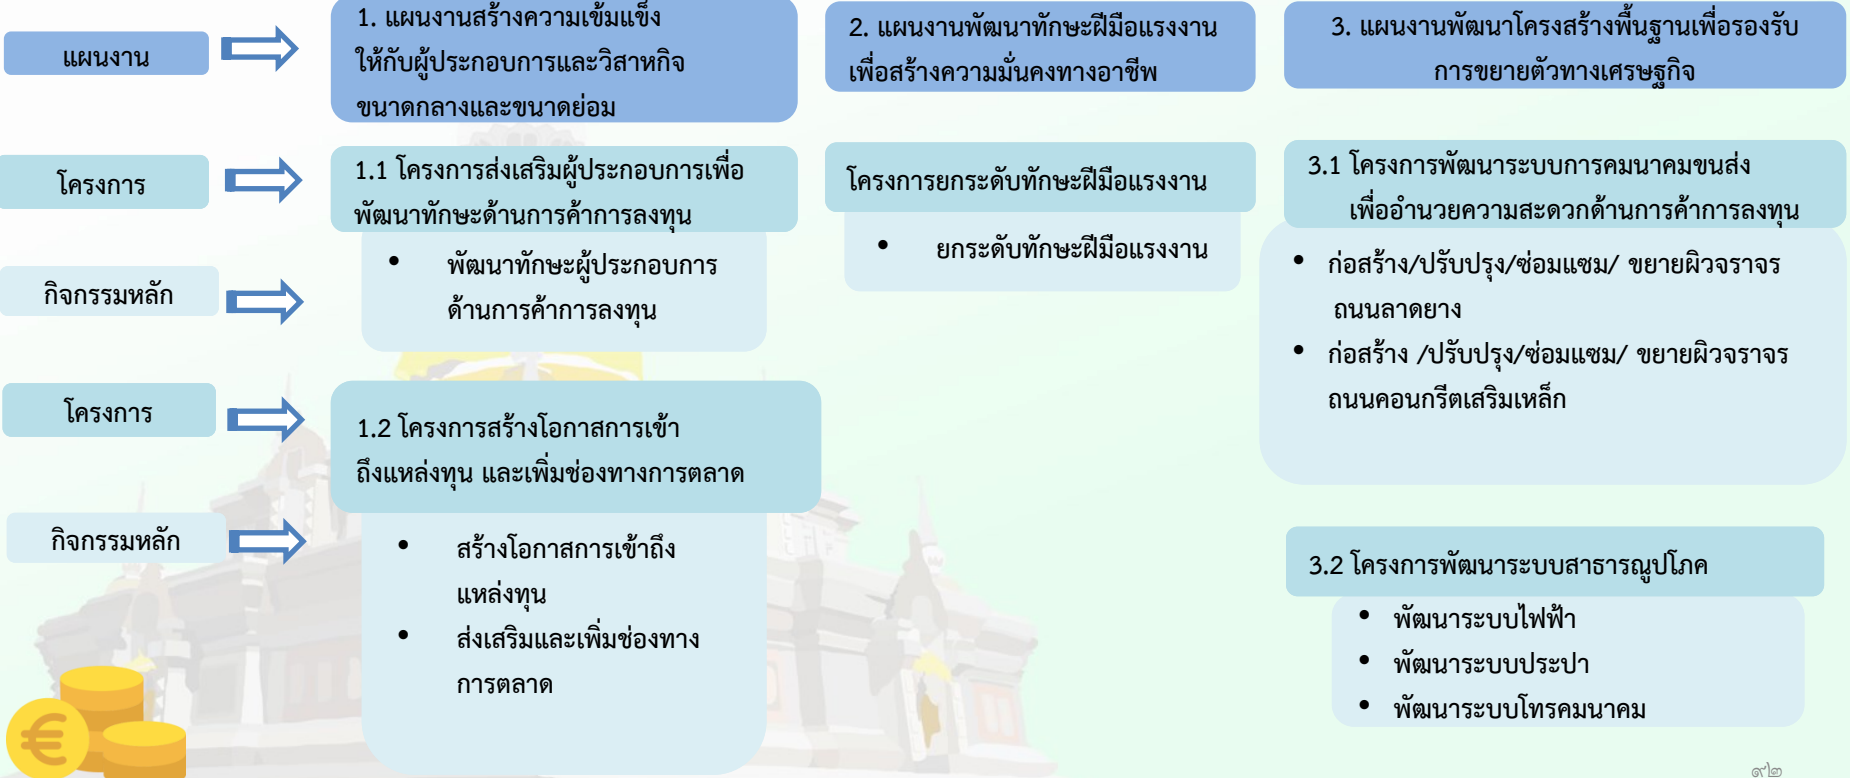 แผนงาน
1. แผนงานสร้างความเข้มแข็ง
ให้กับผู้ประกอบการและวิสาหกิจ
ขนาดกลางและขนาดย่อม
2. แผนงานพัฒนาทักษะฝีมือแรงงาน
เพื่อสร้างความมั่นคงทางอาชีพ
3. แผนงานพัฒนาโครงสร้างพื้นฐานเพื่อรองรับ
การขยายตัวทางเศรษฐกิจ
โครงการ
1.1 โครงการส่งเสริมผู้ประกอบการเพื่อ
พัฒนาทักษะด้านการค้าการลงทุน
โครงการยกระดับทักษะฝีมือแรงงาน
3.1 โครงการพัฒนาระบบการคมนาคมขนส่ง
เพื่ออำนวยความสะดวกด้านการค้าการลงทุน
กิจกรรมหลัก
• พัฒนาทักษะผู้ประกอบการ
ด้านการค้าการลงทุน
• ยกระดับทักษะฝีมือแรงงาน
• ก่อสร้าง/ปรับปรุง/ซ่อมแซม/ ขยายผิวจราจร
ถนนลาดยาง
• ก่อสร้าง /ปรับปรุง/ซ่อมแซม/ ขยายผิวจราจร
ถนนคอนกรีตเสริมเหล็ก
โครงการ
1.2 โครงการสร้างโอกาสการเข้า
ถึงแหล่งทุน และเพิ่มช่องทางการตลาด
กิจกรรมหลัก
• สร้างโอกาสการเข้าถึง
แหล่งทุน
• ส่งเสริมและเพิ่มช่องทาง
การตลาด
3.2 โครงการพัฒนาระบบสาธารณูปโภค
• พัฒนาระบบไฟฟ้า
• พัฒนาระบบประปา
• พัฒนาระบบโทรคมนาคม
€
๙๒